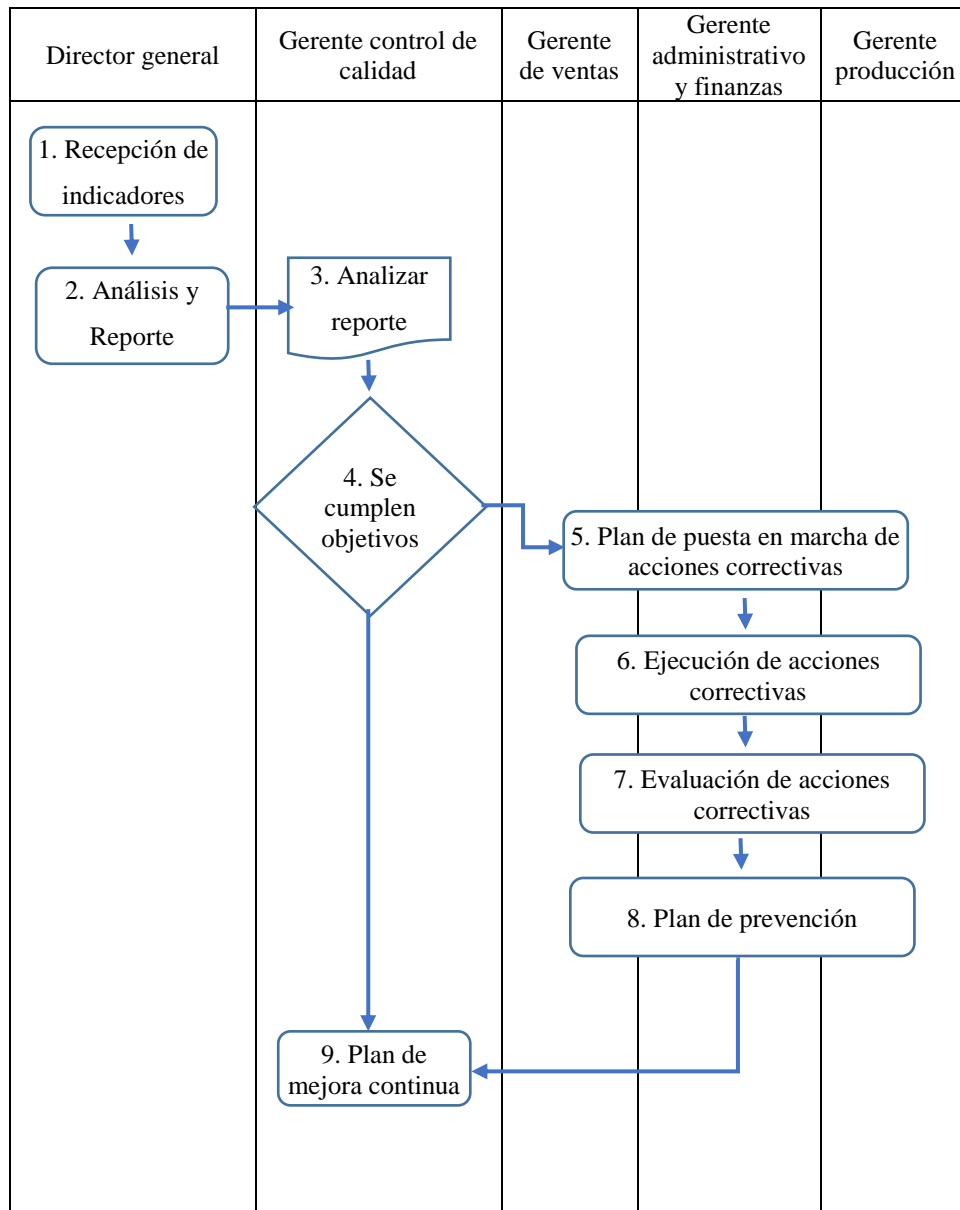 Director general
Gerente control de
calidad
Gerente
de ventas
Gerente
administrativo
y finanzas
Gerente
producción
1. Recepción de
indicadores
2. Análisis y
Reporte
3. Analizar
reporte
4. Se
cumplen
objetivos
5. Plan de puesta en marcha de
acciones correctivas
6. Ejecución de acciones
correctivas
7. Evaluación de acciones
correctivas
8. Plan de prevención
9. Plan de
mejora continua